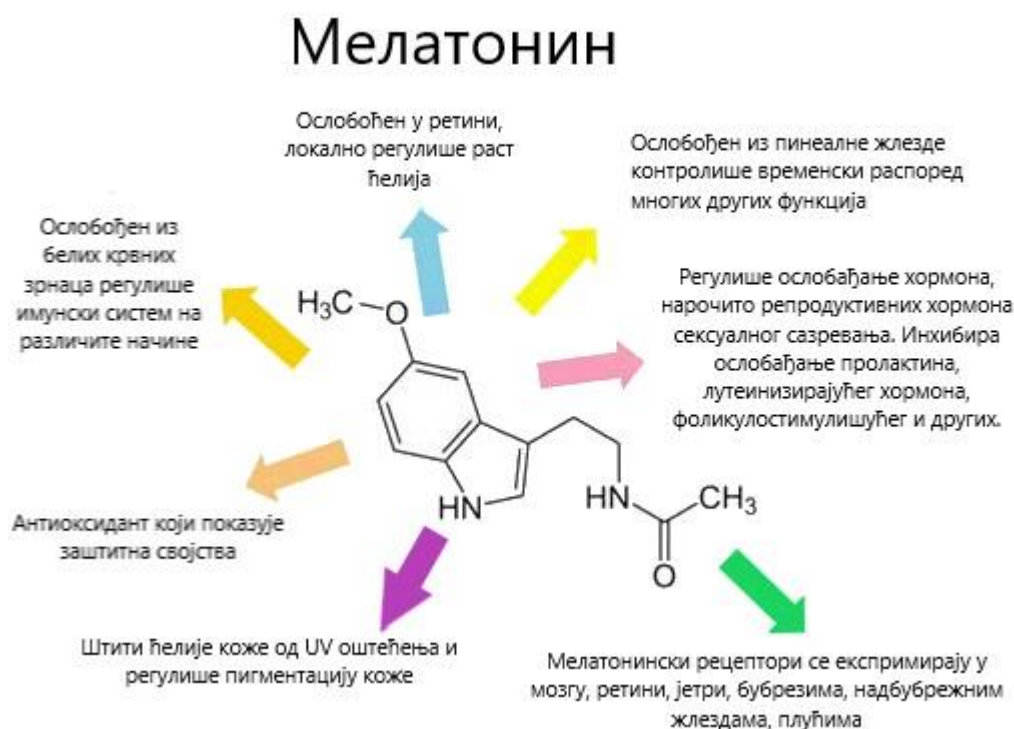 Мелатонин
Ослобоћен у ретини,
локално регулише раст
ћелија
Ослобођен из пинеалне жлезде
контролише временски распоред
многих других функција
Ослобођен из
белих крвних
зрнаца регулише
имунски систем на
различите начине
Регулише ослобађање хормона,
нарочито репродуктивних хормона
сексуалног сазревања. Инхибира
ослобађање пролактина,
лутеинизирајућег хормона,
фоликулостимулишућег и других.
H₃C
O
HN
HN
CH₃
O
Антиоксидант који показује
заштитна својства
Штити ћелије коже од UV оштећења и
регулише пигментацију коже
Мелатонински рецептори се експримирају у
мозгу, ретини, јетри, бубрезима, надбубрежним
жлездама, плућима